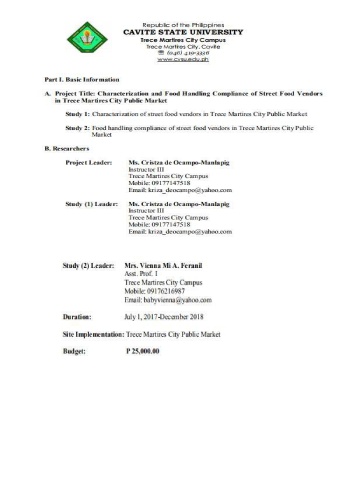 Republic of the Philippines
CAVITE STATE UNIVERSITY
Trece Martires City Campus
Trece Martires City, Cavite
www.cvsu.edu.ph
Part I. Basic Information
A. Project Title: Characterization and Food Handling Compliance of Street Food Vendors
in Trece Martires City Public Market
Study 1: Characterization of street food vendors in Trece Martires City Public Market
Study 2: Food handling compliance of street food vendors in Trece Martires City Public
Market
B. Researchers
Project Leader: Ms. Cristza de Ocampo-Manlapig
Instructor III
Trece Martires City Campus
Mobile: 09177147518
Email: kriza_deocampo@yahoo.com
Study (1) Leader: Ms. Cristza de Ocampo-Manlapig
Instructor III
Trece Martires City Campus
Mobile: 09177147518
Email: kriza_deocampo@yahoo.com
Study (2) Leader: Mrs. Vienna Mi A. Feranil
Asst. Prof. I
Trece Martires City Campus
Mobile: 09176216987
Email: babyvienna@yahoo.com
Duration: July 1, 2017-December 2018
Site Implementation: Trece Martires City Public Market
Budget: P 25,000.00